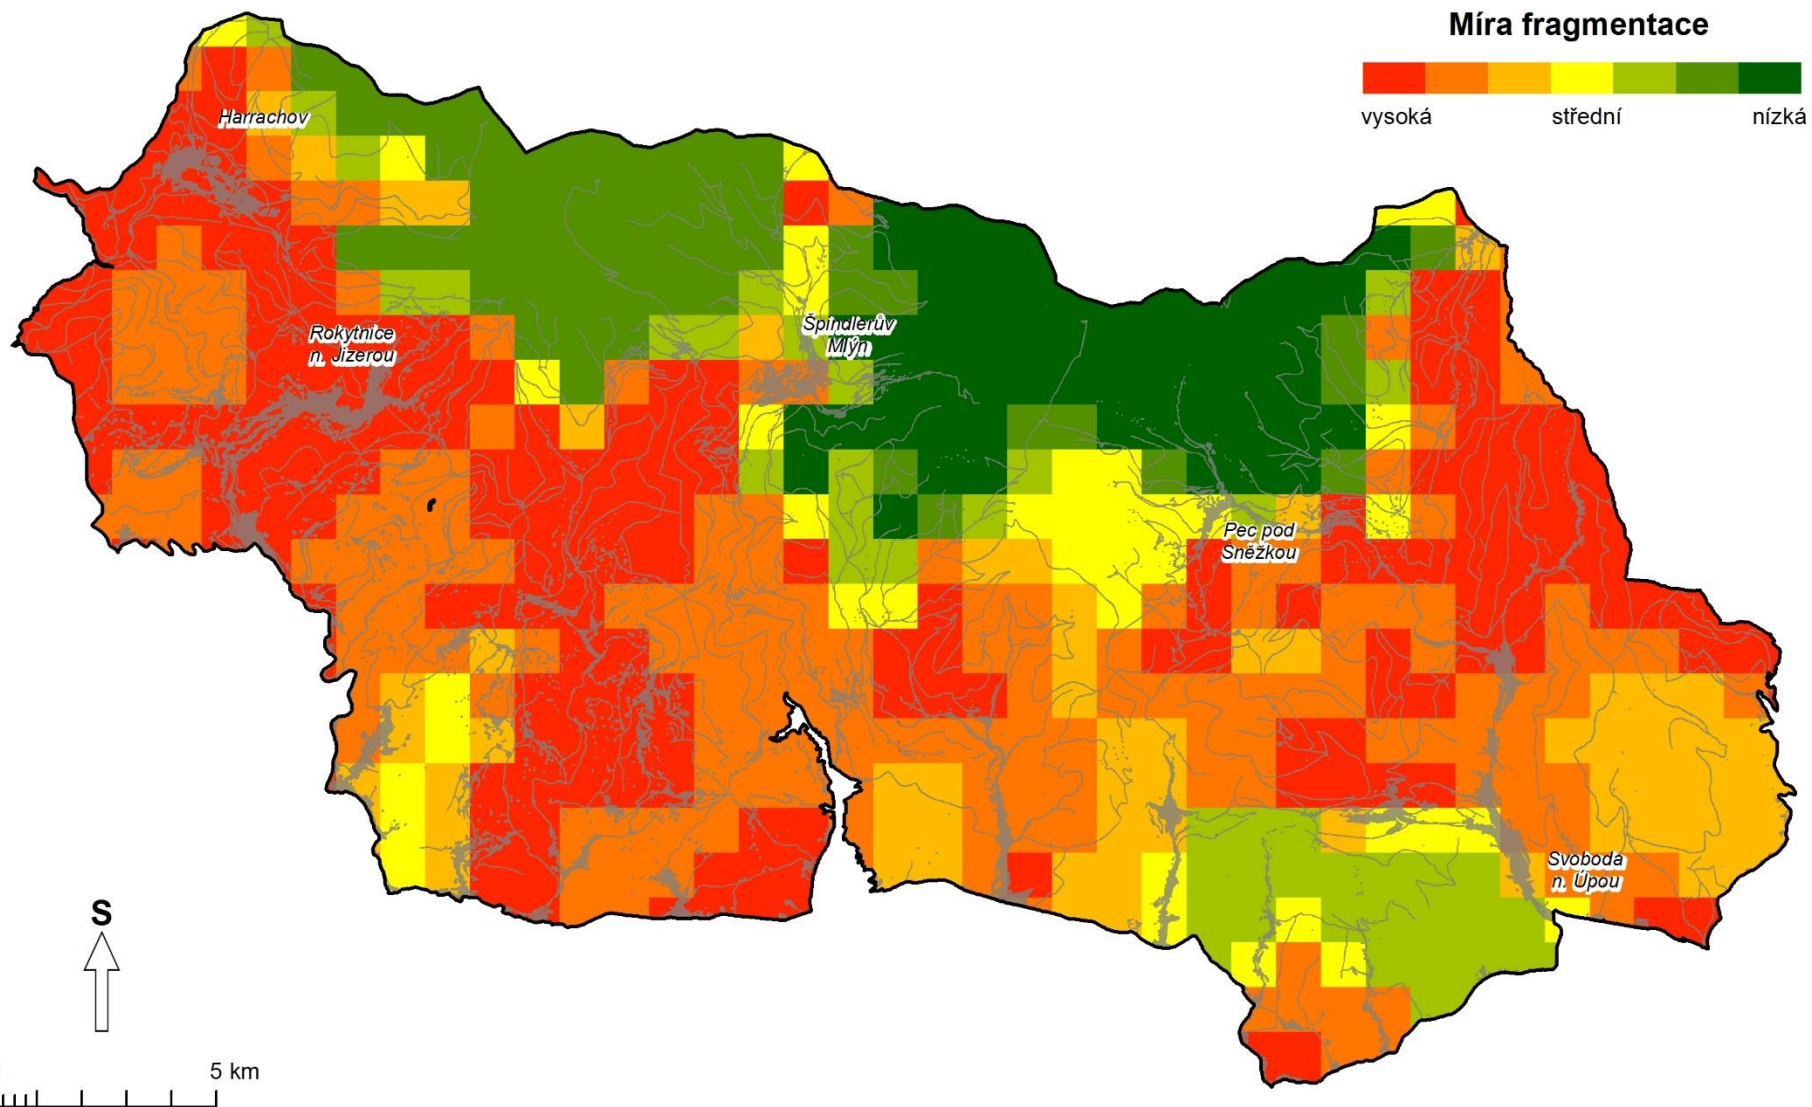 Míra fragmentace
vysoká
střední
nízká
Harrachov
Rokytnice
n. Jizerou
Špindlerův
Mlýn
Pec pod
Sněžkou
Svoboda
n. Úpou
S
5 km